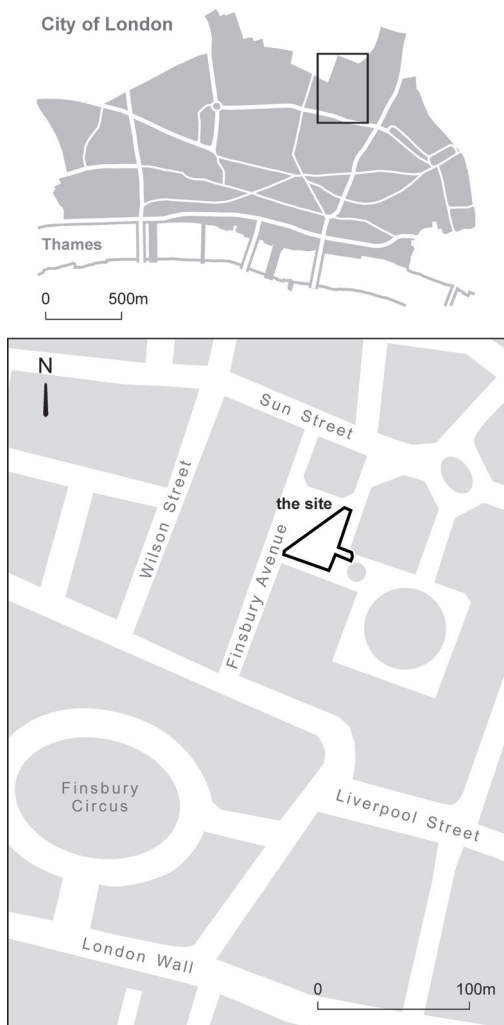 City of London
Thames
0 500m
N
Sun Street
the site
Wilson Street
Finsbury Avenue
Finsbury
Circus
Liverpool Street
London Wall
0 100m